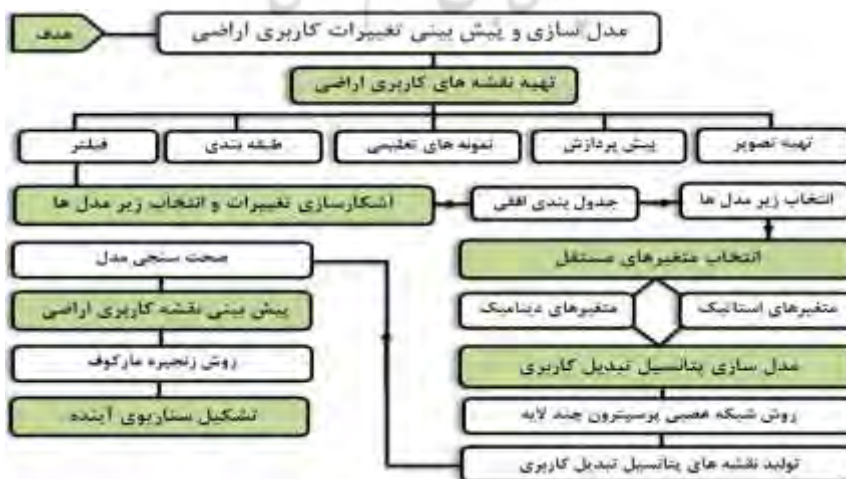 هدف
مدل سازی و پیش بینی تغییرات کاربری اراضی
تهیه نقشه های کاربری اراضی
تهیه تصویر
پیش پردازش
نمونه های تعلیمی
طبقه بندی
فیلتر
آشکارسازی تغییرات و انتخاب زیر مدل ها
جدول بندی افقی
انتخاب زیر مدل ها
انتخاب متغیرهای مستقل
متغیرهای استاتیک
متغیرهای دینامیک
مدل سازی پتانسیل تبدیل کاربری
روش شبکه عصبی پرسپترون چند لایه
تولید نقشه های پتانسیل تبدیل کاربری
صحت سنجی مدل
پیش بینی نقشه کاربری اراضی
روش زنجیره مارکوف
تشکیل سناریوی آینده